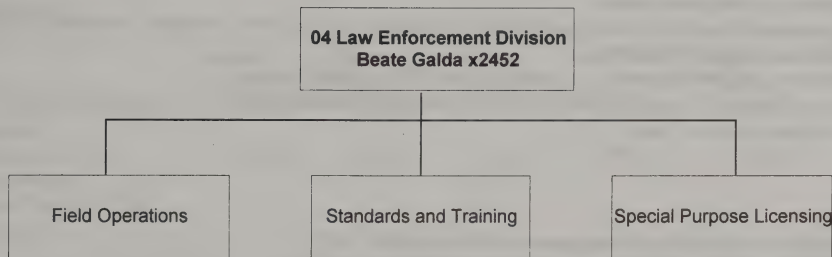 04 Law Enforcement Division
Beate Galda x2452
Field Operations
Standards and Training
Special Purpose Licensing